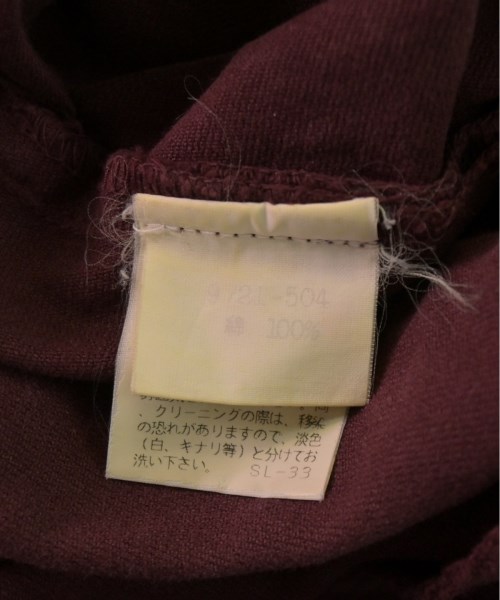 9721-504
綿 100%
、クリーニングの際は、移染
の恐れがありますので、淡色
(白、キナリ等)と分けてお
洗い下さい。 SL-33